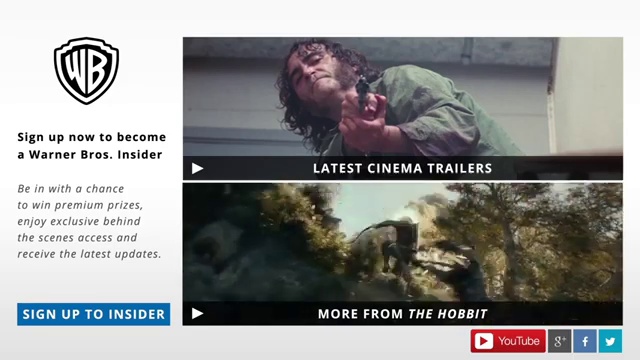 WB
Sign up now to become
a Warner Bros. Insider
Be in with a chance
to win premium prizes,
enjoy exclusive behind
the scenes access and
receive the latest updates.
SIGN UP TO INSIDER
LATEST CINEMA TRAILERS
MORE FROM THE HOBBIT
YouTube
g+
f